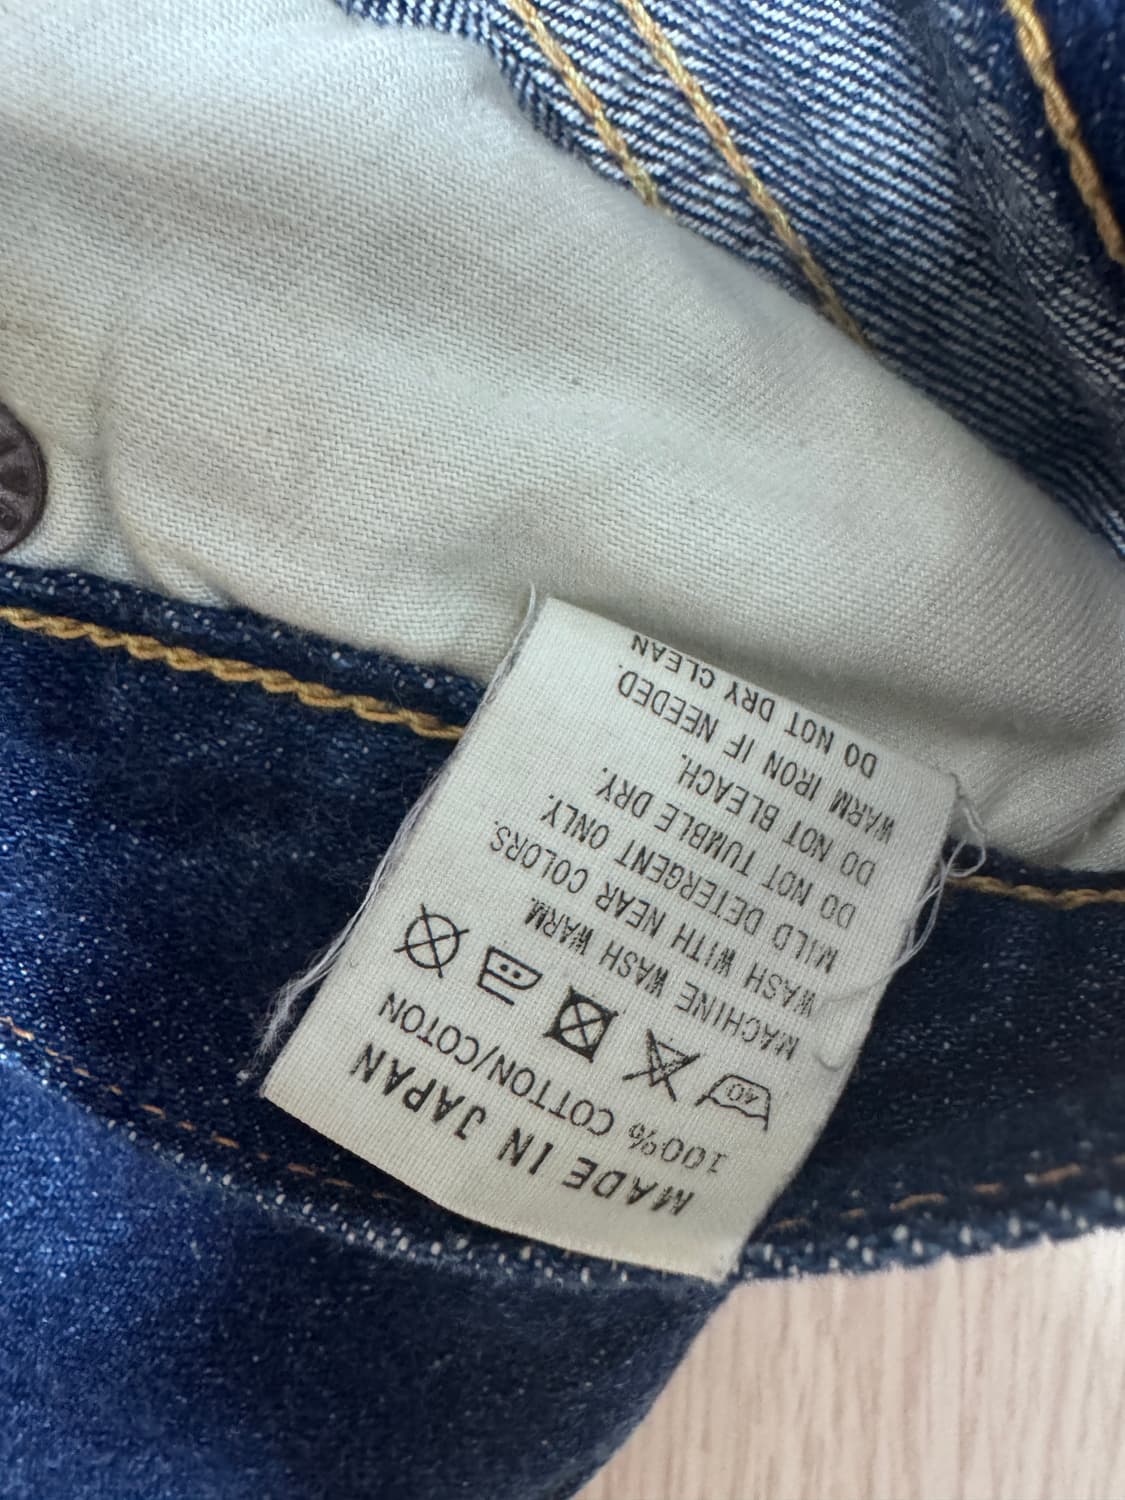 MADE IN JAPAN
100% COTTON/COTON
40
MACHINE WASH WARM.
WASH WITH NEAR COLORS.
MILD DETERGENT ONLY.
DO NOT TUMBLE DRY.
DO NOT BLEACH.
WARM IRON IF NEEDED.
DO NOT DRY CLEAN